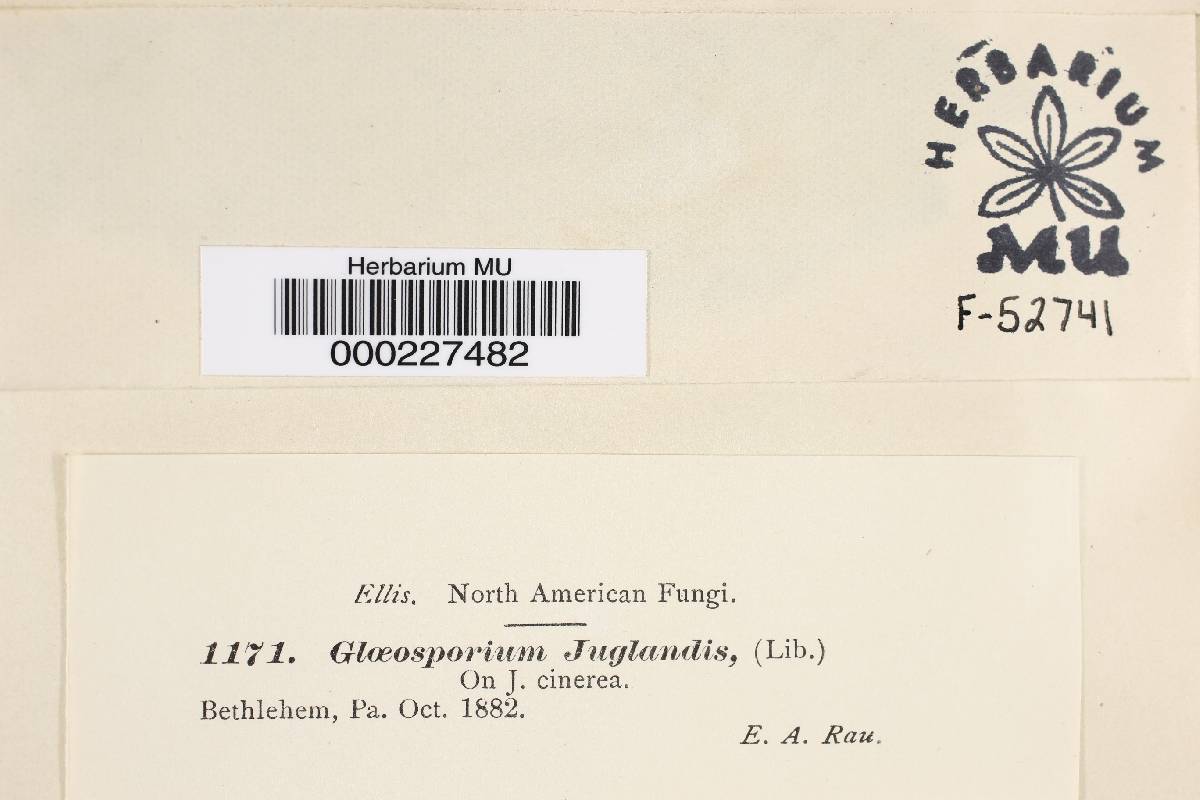 HERBARIUM
MU
F-52741
Herbarium MU
000227482
Ellis. North American Fungi.
1171. Glœosporium Juglandis, (Lib.)
On J. cinerea.
Bethlehem, Pa. Oct. 1882.
E. A. Rau.